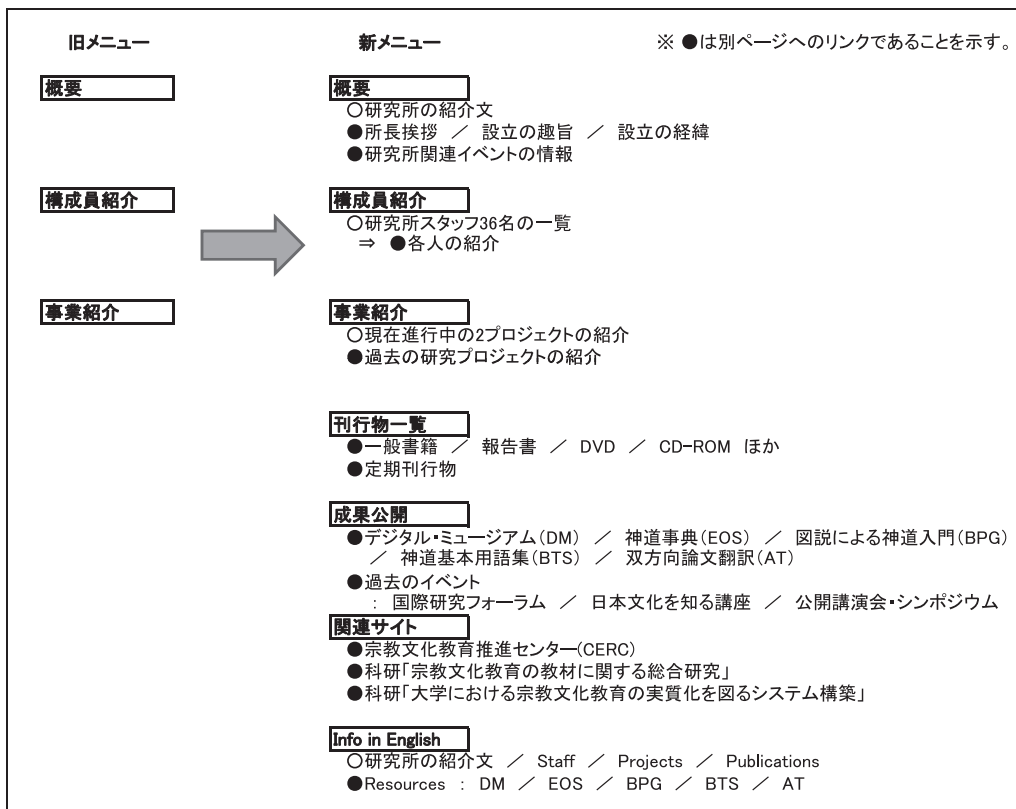 旧メニュー 新メニュー ※ ●は別ページへのリンクであることを示す。
概要 概要
○研究所の紹介文
●所長挨拶 ／ 設立の趣旨 ／ 設立の経緯
●研究所関連イベントの情報
構成員紹介 構成員紹介
○研究所スタッフ36名の一覧
⇒ ●各人の紹介
事業紹介 事業紹介
○現在進行中の2プロジェクトの紹介
●過去の研究プロジェクトの紹介
刊行物一覧
●一般書籍 ／ 報告書 ／ DVD ／ CD-ROM ほか
●定期刊行物
成果公開
●デジタル・ミュージアム(DM) ／ 神道事典(EOS) ／ 図説による神道入門(BPG)
／ 神道基本用語集(BTS) ／ 双方向論文翻訳(AT)
●過去のイベント
： 国際研究フォーラム ／ 日本文化を知る講座 ／ 公開講演会・シンポジウム
関連サイト
●宗教文化教育推進センター(CERC)
●科研「宗教文化教育の教材に関する総合研究」
●科研「大学における宗教文化教育の実質化を図るシステム構築」
Info in English
○研究所の紹介文 ／ Staff ／ Projects ／ Publications
●Resources ： DM ／ EOS ／ BPG ／ BTS ／ AT